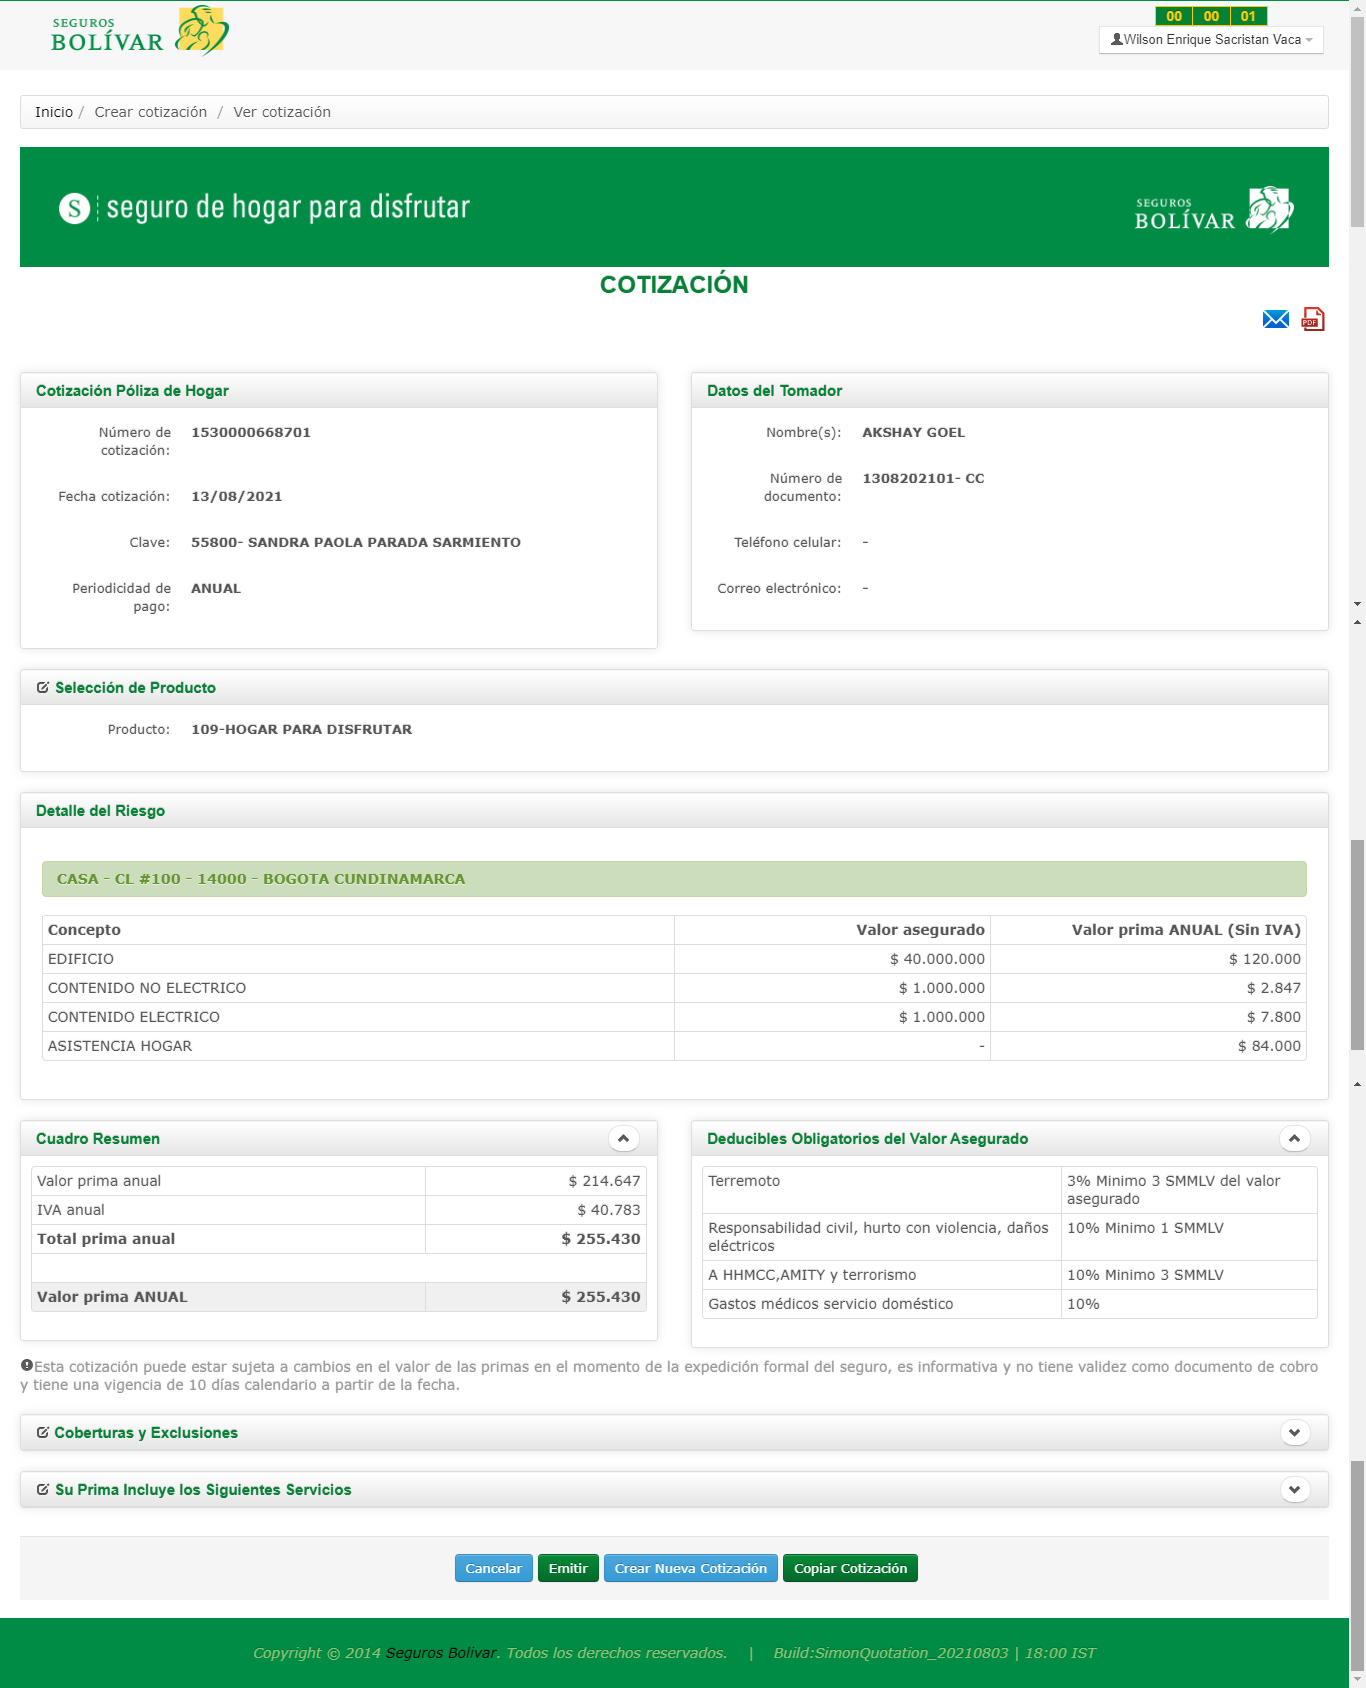 SEGUROS
BOLÍVAR
00 00 01
Wilson Enrique Sacristan Vaca
Inicio / Crear cotización / Ver cotización
S seguro de hogar para disfrutar
SEGUROS
BOLÍVAR
COTIZACIÓN
PDF
Cotización Póliza de Hogar
Número de cotización: 1530000668701
Fecha cotización: 13/08/2021
Clave: 55800- SANDRA PAOLA PARADA SARMIENTO
Periodicidad de pago: ANUAL
Datos del Tomador
Nombre(s): AKSHAY GOEL
Número de documento: 1308202101- CC
Teléfono celular: -
Correo electrónico: -
Selección de Producto
Producto: 109-HOGAR PARA DISFRUTAR
Detalle del Riesgo
CASA - CL #100 - 14000 - BOGOTA CUNDINAMARCA
Concepto Valor asegurado Valor prima ANUAL (Sin IVA)
EDIFICIO $ 40.000.000 $ 120.000
CONTENIDO NO ELECTRICO $ 1.000.000 $ 2.847
CONTENIDO ELECTRICO $ 1.000.000 $ 7.800
ASISTENCIA HOGAR - $ 84.000
Cuadro Resumen
Valor prima anual $ 214.647
IVA anual $ 40.783
Total prima anual $ 255.430
Valor prima ANUAL $ 255.430
Deducibles Obligatorios del Valor Asegurado
Terremoto 3% Minimo 3 SMMLV del valor asegurado
Responsabilidad civil, hurto con violencia, daños eléctricos 10% Minimo 1 SMMLV
A HHMCC,AMITY y terrorismo 10% Minimo 3 SMMLV
Gastos médicos servicio doméstico 10%
Esta cotización puede estar sujeta a cambios en el valor de las primas en el momento de la expedición formal del seguro, es informativa y no tiene validez como documento de cobro
y tiene una vigencia de 10 días calendario a partir de la fecha.
Coberturas y Exclusiones
Su Prima Incluye los Siguientes Servicios
Cancelar Emitir Crear Nueva Cotización Copiar Cotización
Copyright © 2014 Seguros Bolivar. Todos los derechos reservados. | Build:SimonQuotation_20210803 | 18:00 IST